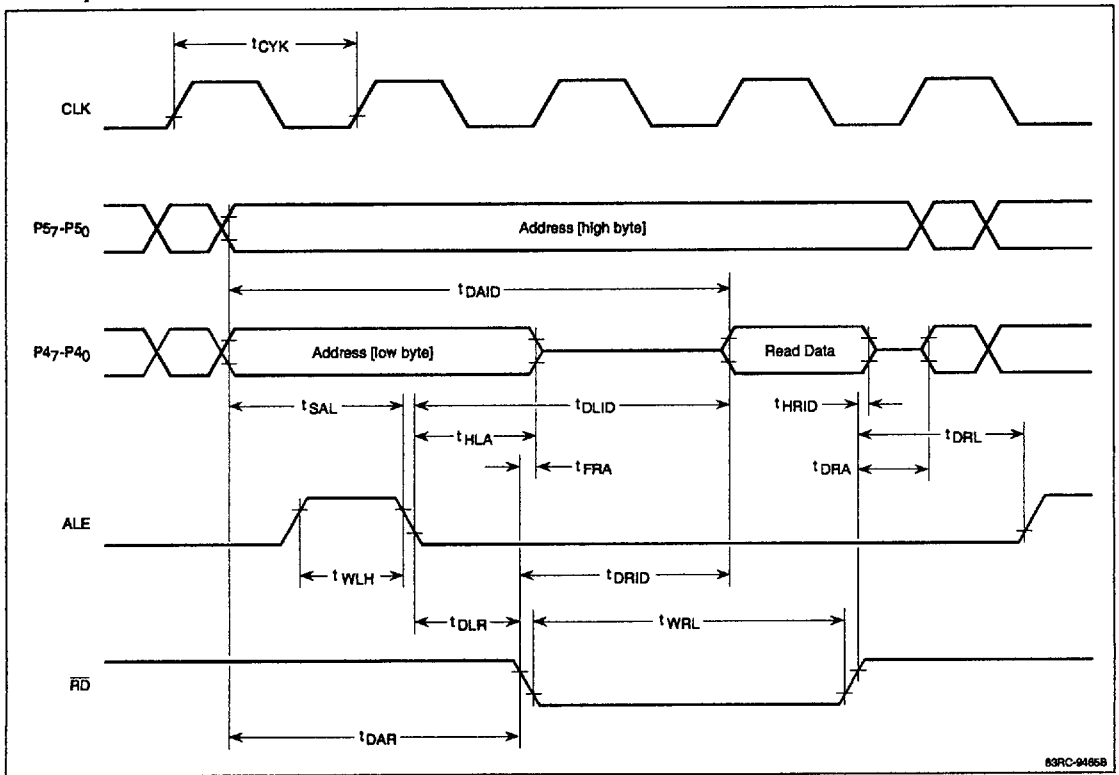 tCYK
CLK
P57-P50
Address [high byte]
tDAID
P47-P40
Address [low byte]
Read Data
tSAL
tDLID
tHRID
tHLA
tDRL
tFRA
tDRA
ALE
tWLH
tDRID
tDLR
tWRL
RD
tDAR
83RC-9465B